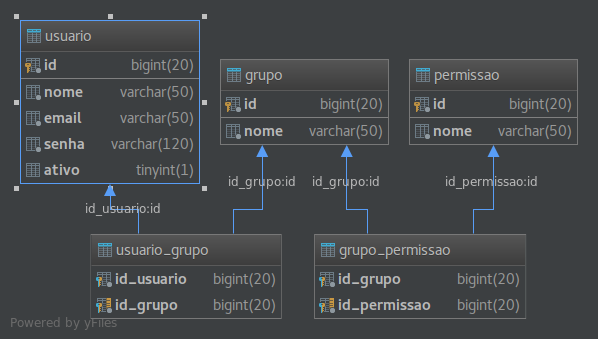 usuario
id bigint(20)
nome varchar(50)
email varchar(50)
senha varchar(120)
ativo tinyint(1)
grupo
id bigint(20)
nome varchar(50)
permissao
id bigint(20)
nome varchar(50)
id_usuario:id
id_grupo:id
id_grupo:id
id_permissao:id
usuario_grupo
id_usuario bigint(20)
id_grupo bigint(20)
grupo_permissao
id_grupo bigint(20)
id_permissao bigint(20)
Powered by yFiles